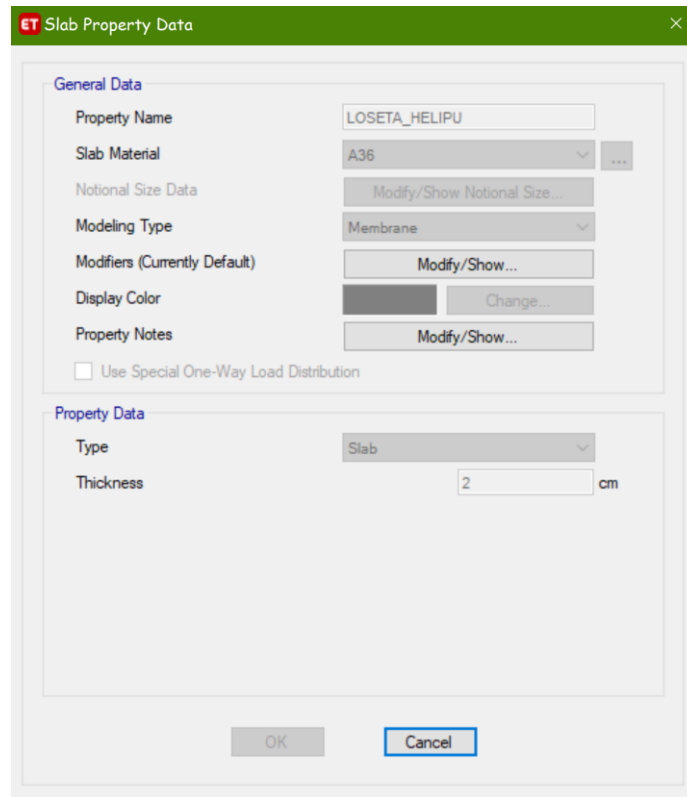 ET Slab Property Data
General Data
Property Name LOSETA_HELIPU
Slab Material A36 ...
Notional Size Data Modify/Show Notional Size...
Modeling Type Membrane
Modifiers (Currently Default) Modify/Show...
Display Color Change...
Property Notes Modify/Show...
Use Special One-Way Load Distribution
Property Data
Type Slab
Thickness 2 cm
OK Cancel